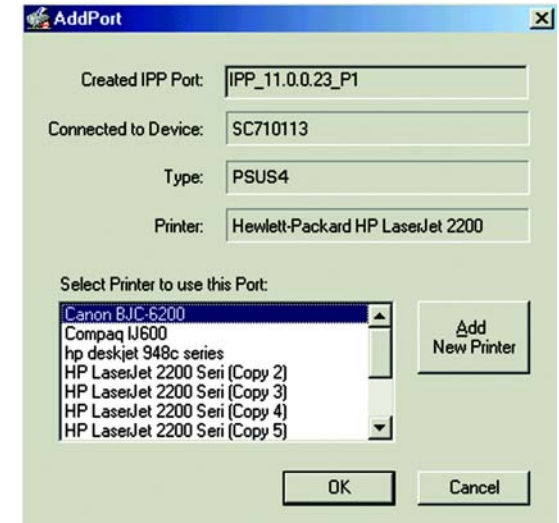 AddPort
Created IPP Port: IPP_11.0.0.23_P1
Connected to Device: SC710113
Type: PSUS4
Printer: Hewlett-Packard HP LaserJet 2200
Select Printer to use this Port:
Canon BJC-6200
Compaq IJ600
hp deskjet 948c series
HP LaserJet 2200 Seri (Copy 2)
HP LaserJet 2200 Seri (Copy 3)
HP LaserJet 2200 Seri (Copy 4)
HP LaserJet 2200 Seri (Copy 5)
Add
New Printer
OK Cancel